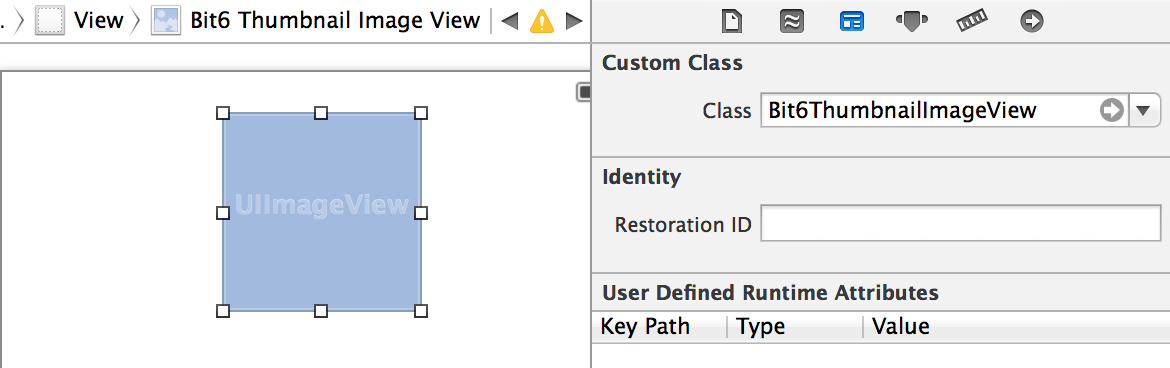 . View Bit6 Thumbnail Image View
UIImageView
Custom Class
Class Bit6ThumbnailImageView
Identity
Restoration ID
User Defined Runtime Attributes
Key Path Type Value